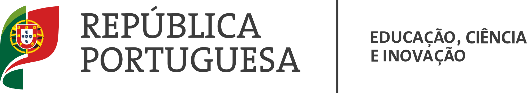 REPÚBLICA
PORTUGUESA
EDUCAÇÃO, CIÊNCIA
E INOVAÇÃO